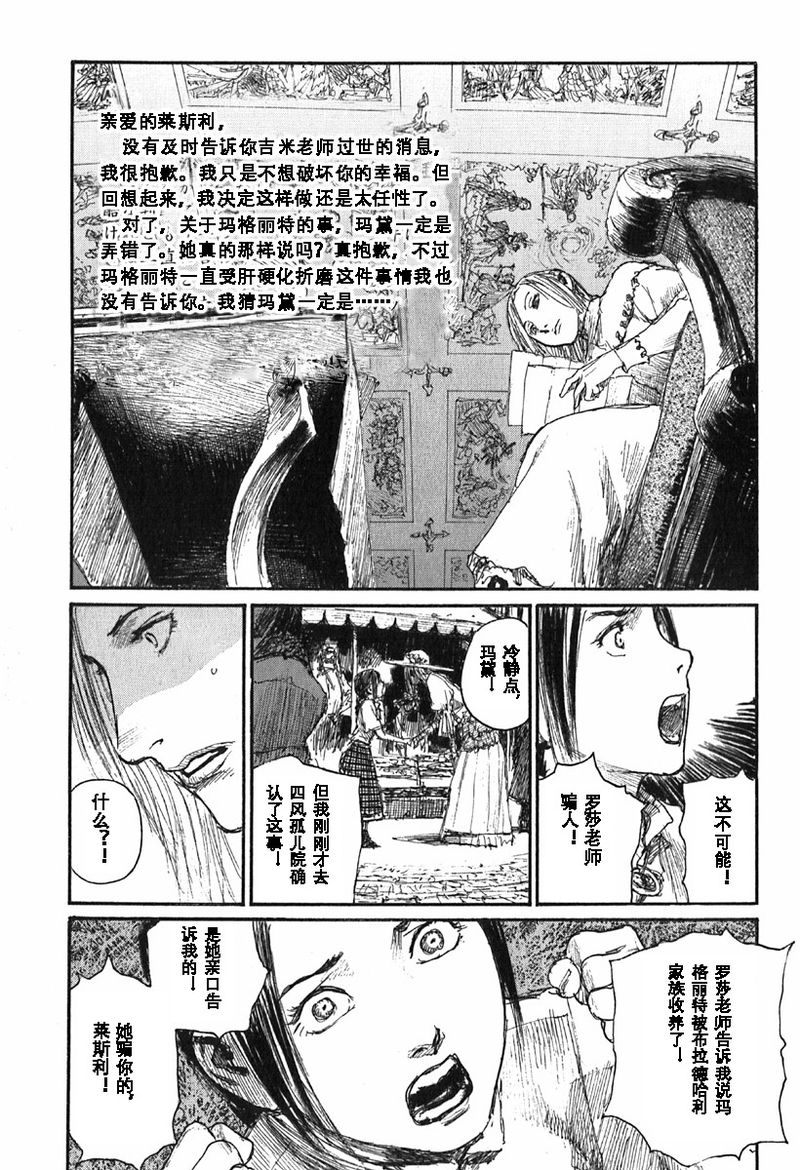 亲爱的莱斯利，
没有及时告诉你吉米老师过世的消息，
我很抱歉。我只是不想破坏你的幸福。但
回想起来，我决定这样做还是太任性了。
对了，关于玛格丽特的事，玛黛一定是
弄错了。她真的那样说吗？真抱歉，不过
玛格丽特一直受肝硬化折磨这件事情我也
没有告诉你。我猜玛黛一定是……
这不可能！
罗莎老师
骗人！
冷静点，
玛黛！
但我刚刚才去
四风孤儿院确
认了这事！
什么？！
罗莎老师告诉我说玛
格丽特被布拉德哈利
家族收养了！
是她亲口告
诉我的！
她骗你的，
莱斯利！